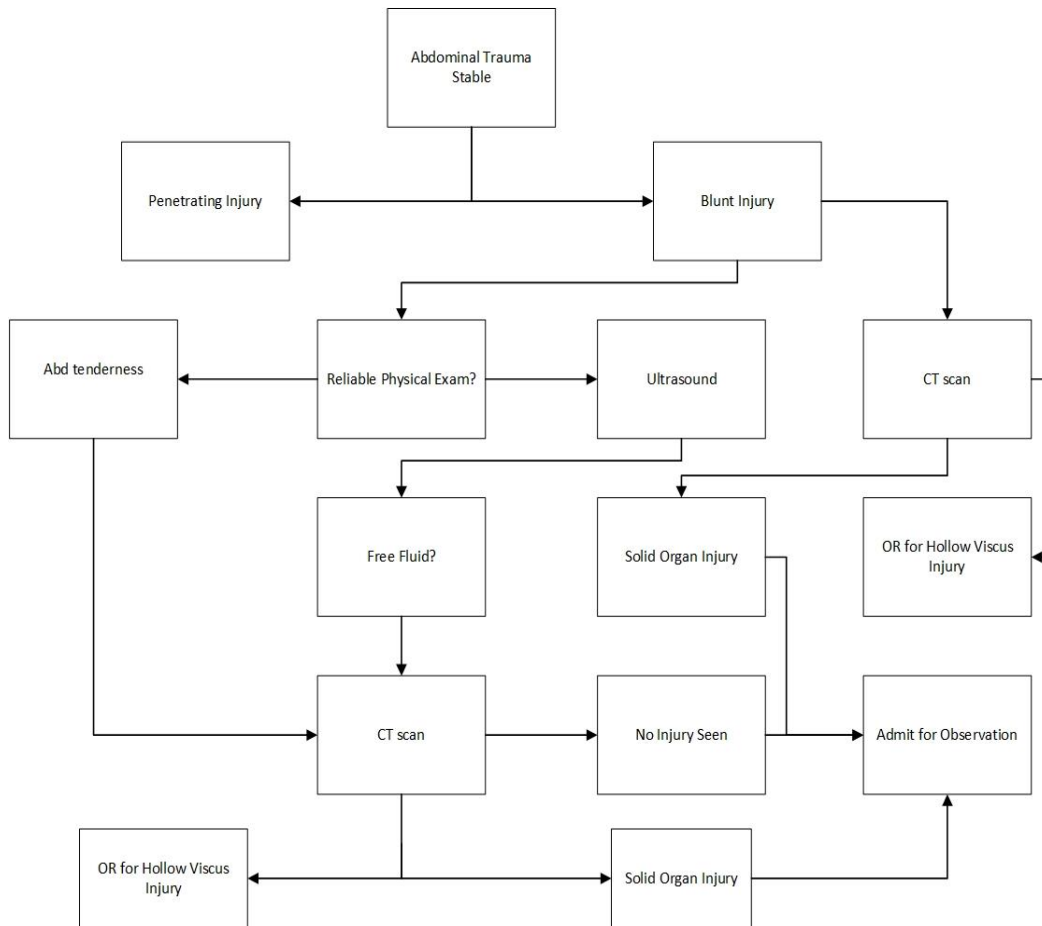 Abdominal Trauma
Stable
Penetrating Injury
Blunt Injury
Abd tenderness
Reliable Physical Exam?
Ultrasound
CT scan
Free Fluid?
Solid Organ Injury
OR for Hollow Viscus
Injury
CT scan
No Injury Seen
Admit for Observation
OR for Hollow Viscus
Injury
Solid Organ Injury